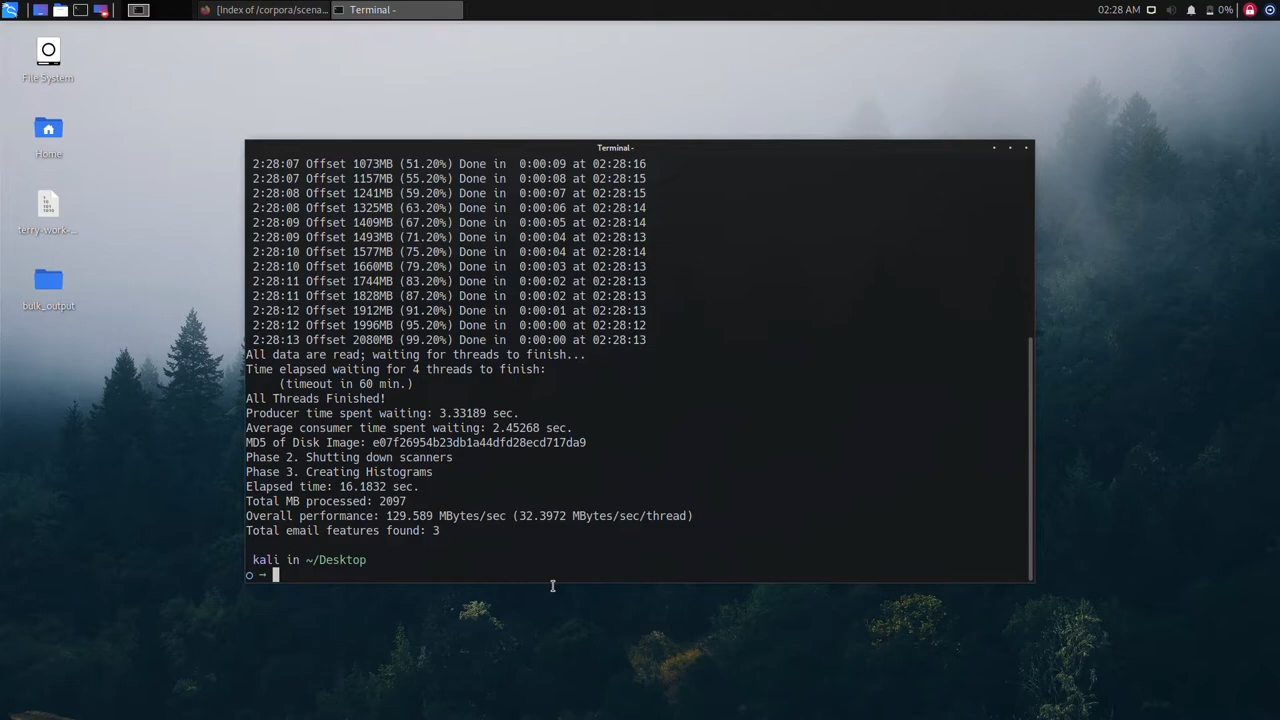 [Index of /corpora/scena...
Terminal -
02:28 AM
0%
File System
Home
terry-work-...
bulk_output
Terminal -
2:28:07 Offset 1073MB (51.20%) Done in  0:00:09 at 02:28:16
2:28:07 Offset 1157MB (55.20%) Done in  0:00:08 at 02:28:15
2:28:08 Offset 1241MB (59.20%) Done in  0:00:07 at 02:28:15
2:28:08 Offset 1325MB (63.20%) Done in  0:00:06 at 02:28:14
2:28:09 Offset 1409MB (67.20%) Done in  0:00:05 at 02:28:14
2:28:09 Offset 1493MB (71.20%) Done in  0:00:04 at 02:28:13
2:28:10 Offset 1577MB (75.20%) Done in  0:00:04 at 02:28:14
2:28:10 Offset 1660MB (79.20%) Done in  0:00:03 at 02:28:13
2:28:11 Offset 1744MB (83.20%) Done in  0:00:02 at 02:28:13
2:28:11 Offset 1828MB (87.20%) Done in  0:00:02 at 02:28:13
2:28:12 Offset 1912MB (91.20%) Done in  0:00:01 at 02:28:13
2:28:12 Offset 1996MB (95.20%) Done in  0:00:00 at 02:28:12
2:28:13 Offset 2080MB (99.20%) Done in  0:00:00 at 02:28:13
All data are read; waiting for threads to finish...
Time elapsed waiting for 4 threads to finish:
(timeout in 60 min.)
All Threads Finished!
Producer time spent waiting: 3.33189 sec.
Average consumer time spent waiting: 2.45268 sec.
MD5 of Disk Image: e07f26954b23db1a44dfd28ecd717da9
Phase 2. Shutting down scanners
Phase 3. Creating Histograms
Elapsed time: 16.1832 sec.
Total MB processed: 2097
Overall performance: 129.589 MBytes/sec (32.3972 MBytes/sec/thread)
Total email features found: 3
kali in ~/Desktop
○ →